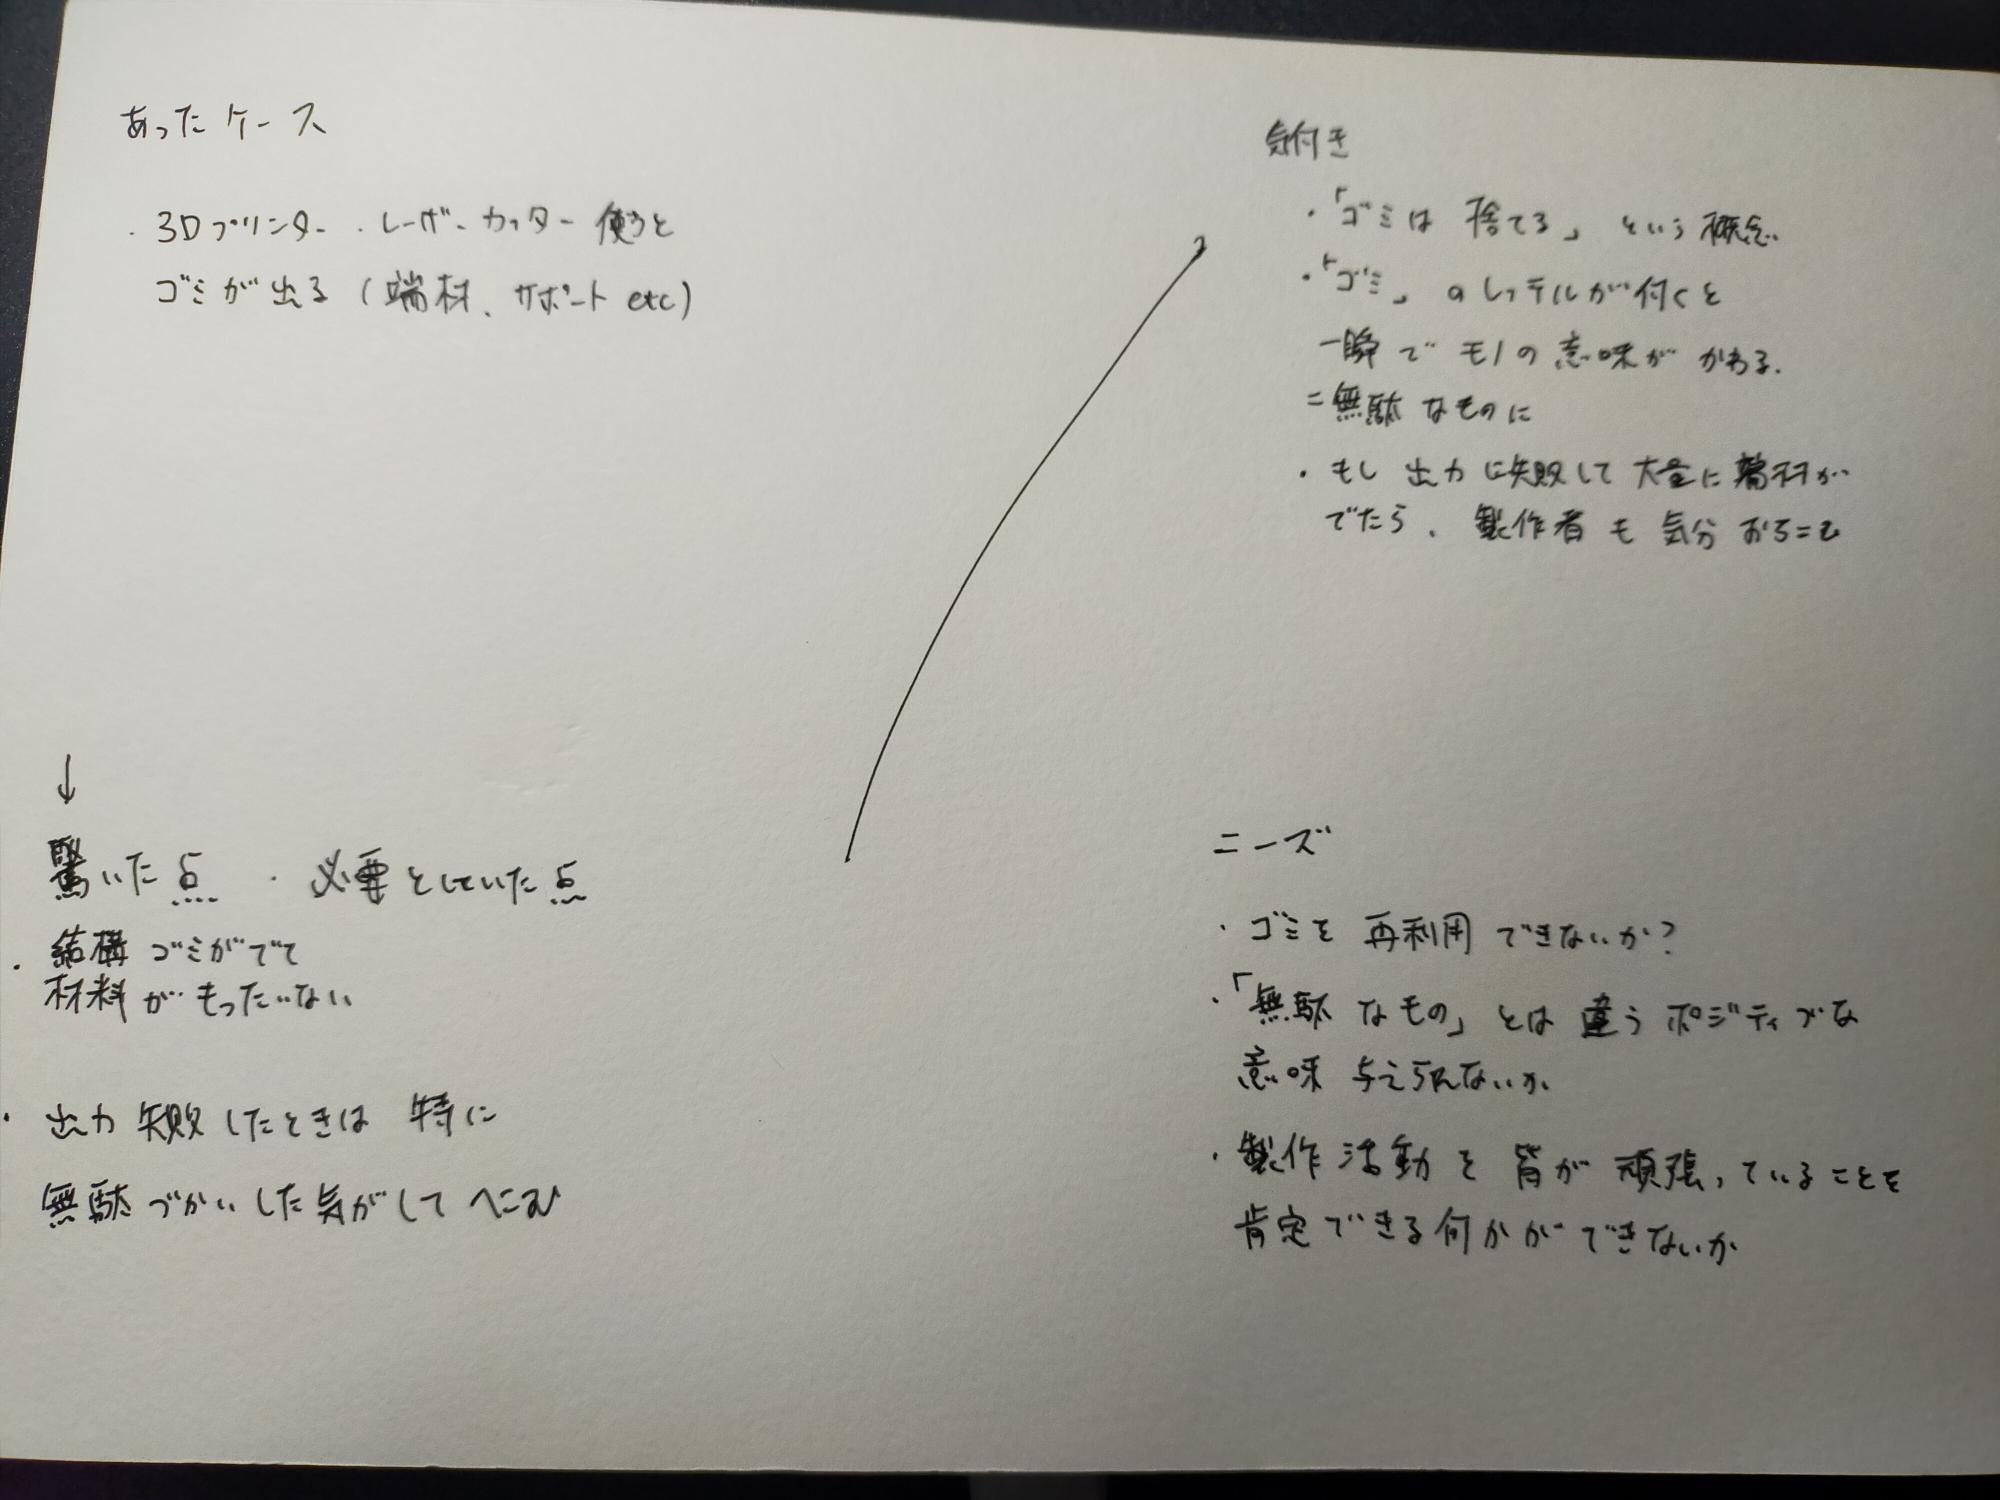 あったケース
・3Dプリンター・レーザーカッター使うと
ゴミが出る(端材、サポートetc)
↓
驚いた点・必要としていた点
・結構ゴミがでて
材料がもったいない
・出力失敗したときは特に
無駄づかいした気がしてへこむ
気付き
・「ゴミは捨てる」という概念
・「ゴミ」のレッテルが付くと
一瞬でモノの意味がかわる.
=無駄なものに
・もし出力に失敗して大量に端材が
でたら、製作者も気分おちこむ
ニーズ
・ゴミを再利用できないか?
・「無駄なもの」とは違うポジティブな
意味与えられないか
・製作活動を皆が頑張っていることを
肯定できる何かができないか